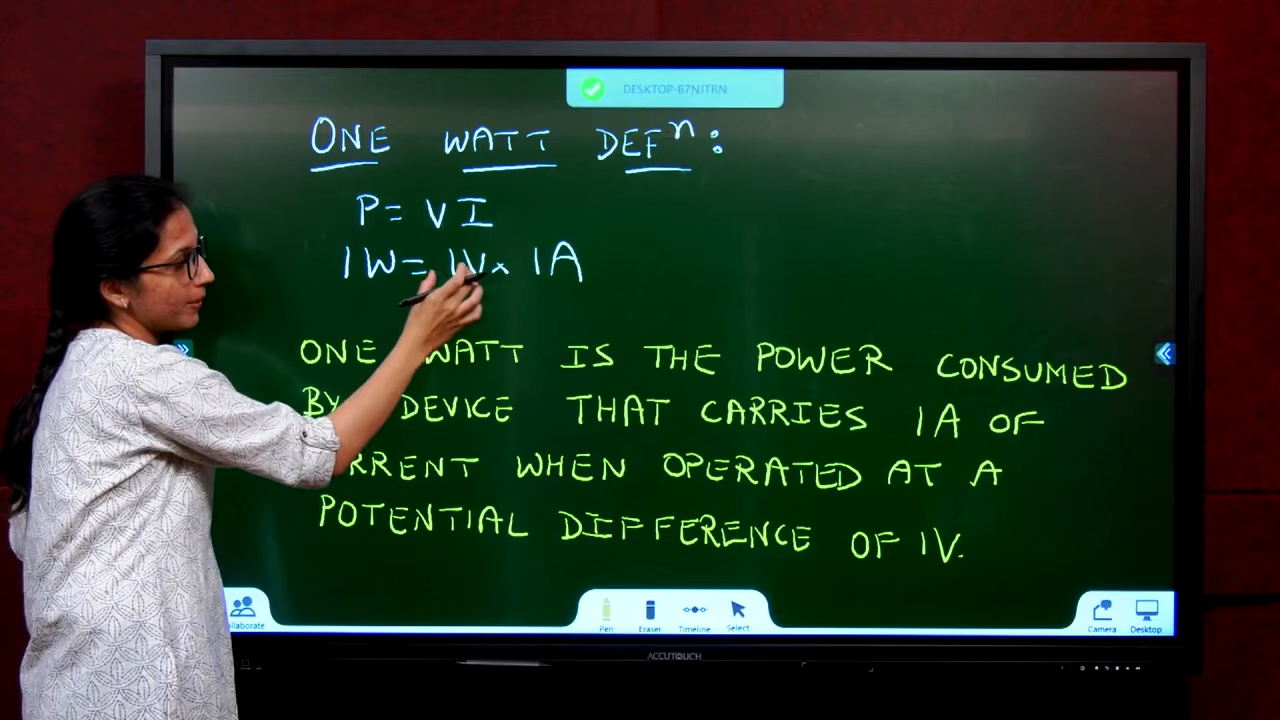 DESKTOP-B7NJTRN
ONE WATT DEFⁿ:
P= VI
1W= 1V× 1A
ONE WATT IS THE POWER CONSUMED
BY DEVICE THAT CARRIES 1A OF
WHEN OPERATED AT A
POTENTIAL DIFFERENCE OF 1V.
Pen Eraser Timeline Select Camera Desktop
ACCUTOUCH